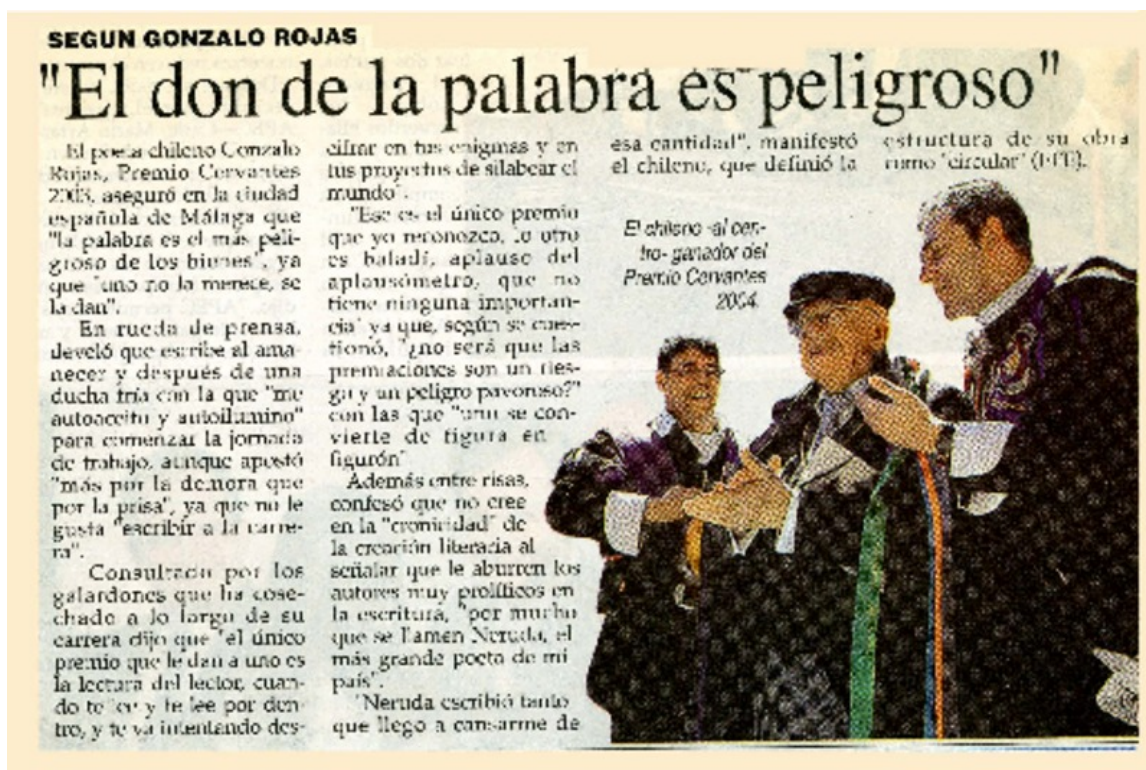 SEGUN GONZALO ROJAS
"El don de la palabra es peligroso"
El poeta chileno Gonzalo
Rojas, Premio Cervantes
2003, aseguró en la ciudad
española de Málaga que
"la palabra es el más peli-
groso de los bienes", ya
que "uno no la merece, se
la dan".
En rueda de prensa,
develó que escribe al ama-
necer y después de una
ducha fría con la que "me
autoaceito y autoilumino"
para comenzar la jornada
de trabajo, aunque apostó
"más por la demora que
por la prisa", ya que no le
gusta "escribir a la carre-
ra".
Consultado por los
galardones que ha cose-
chado a lo largo de su
carrera dijo que "el único
premio que le dan a uno es
la lectura del lector, cuan-
do te lee y te lee por den-
tro, y te va intentando des-
cifrar en tus enigmas y en
tus proyectos de silabear el
mundo".
"Ese es el único premio
que yo reconozco, lo otro
es baladí, aplauso del
aplausómetro, que no
tiene ninguna importan-
cia" ya que, según se cues-
tionó, "¿no será que las
premiaciones son un ries-
go y un peligro pavoroso?"
con las que "uno se con-
vierte de figura en
figurón"
Además entre risas,
confesó que no cree
en la "cronicidad" de
la creación literaria al
señalar que le aburren los
autores muy prolíficos en
la escritura, "por mucho
que se llamen Neruda, el
más grande poeta de mi
país".
"Neruda escribió tanto
que llego a cansarme de
esa cantidad", manifestó
el chileno, que definió la
estructura de su obra
como "circular" (EFE).
El chileno -al cen-
tro- ganador del
Premio Cervantes
2004.